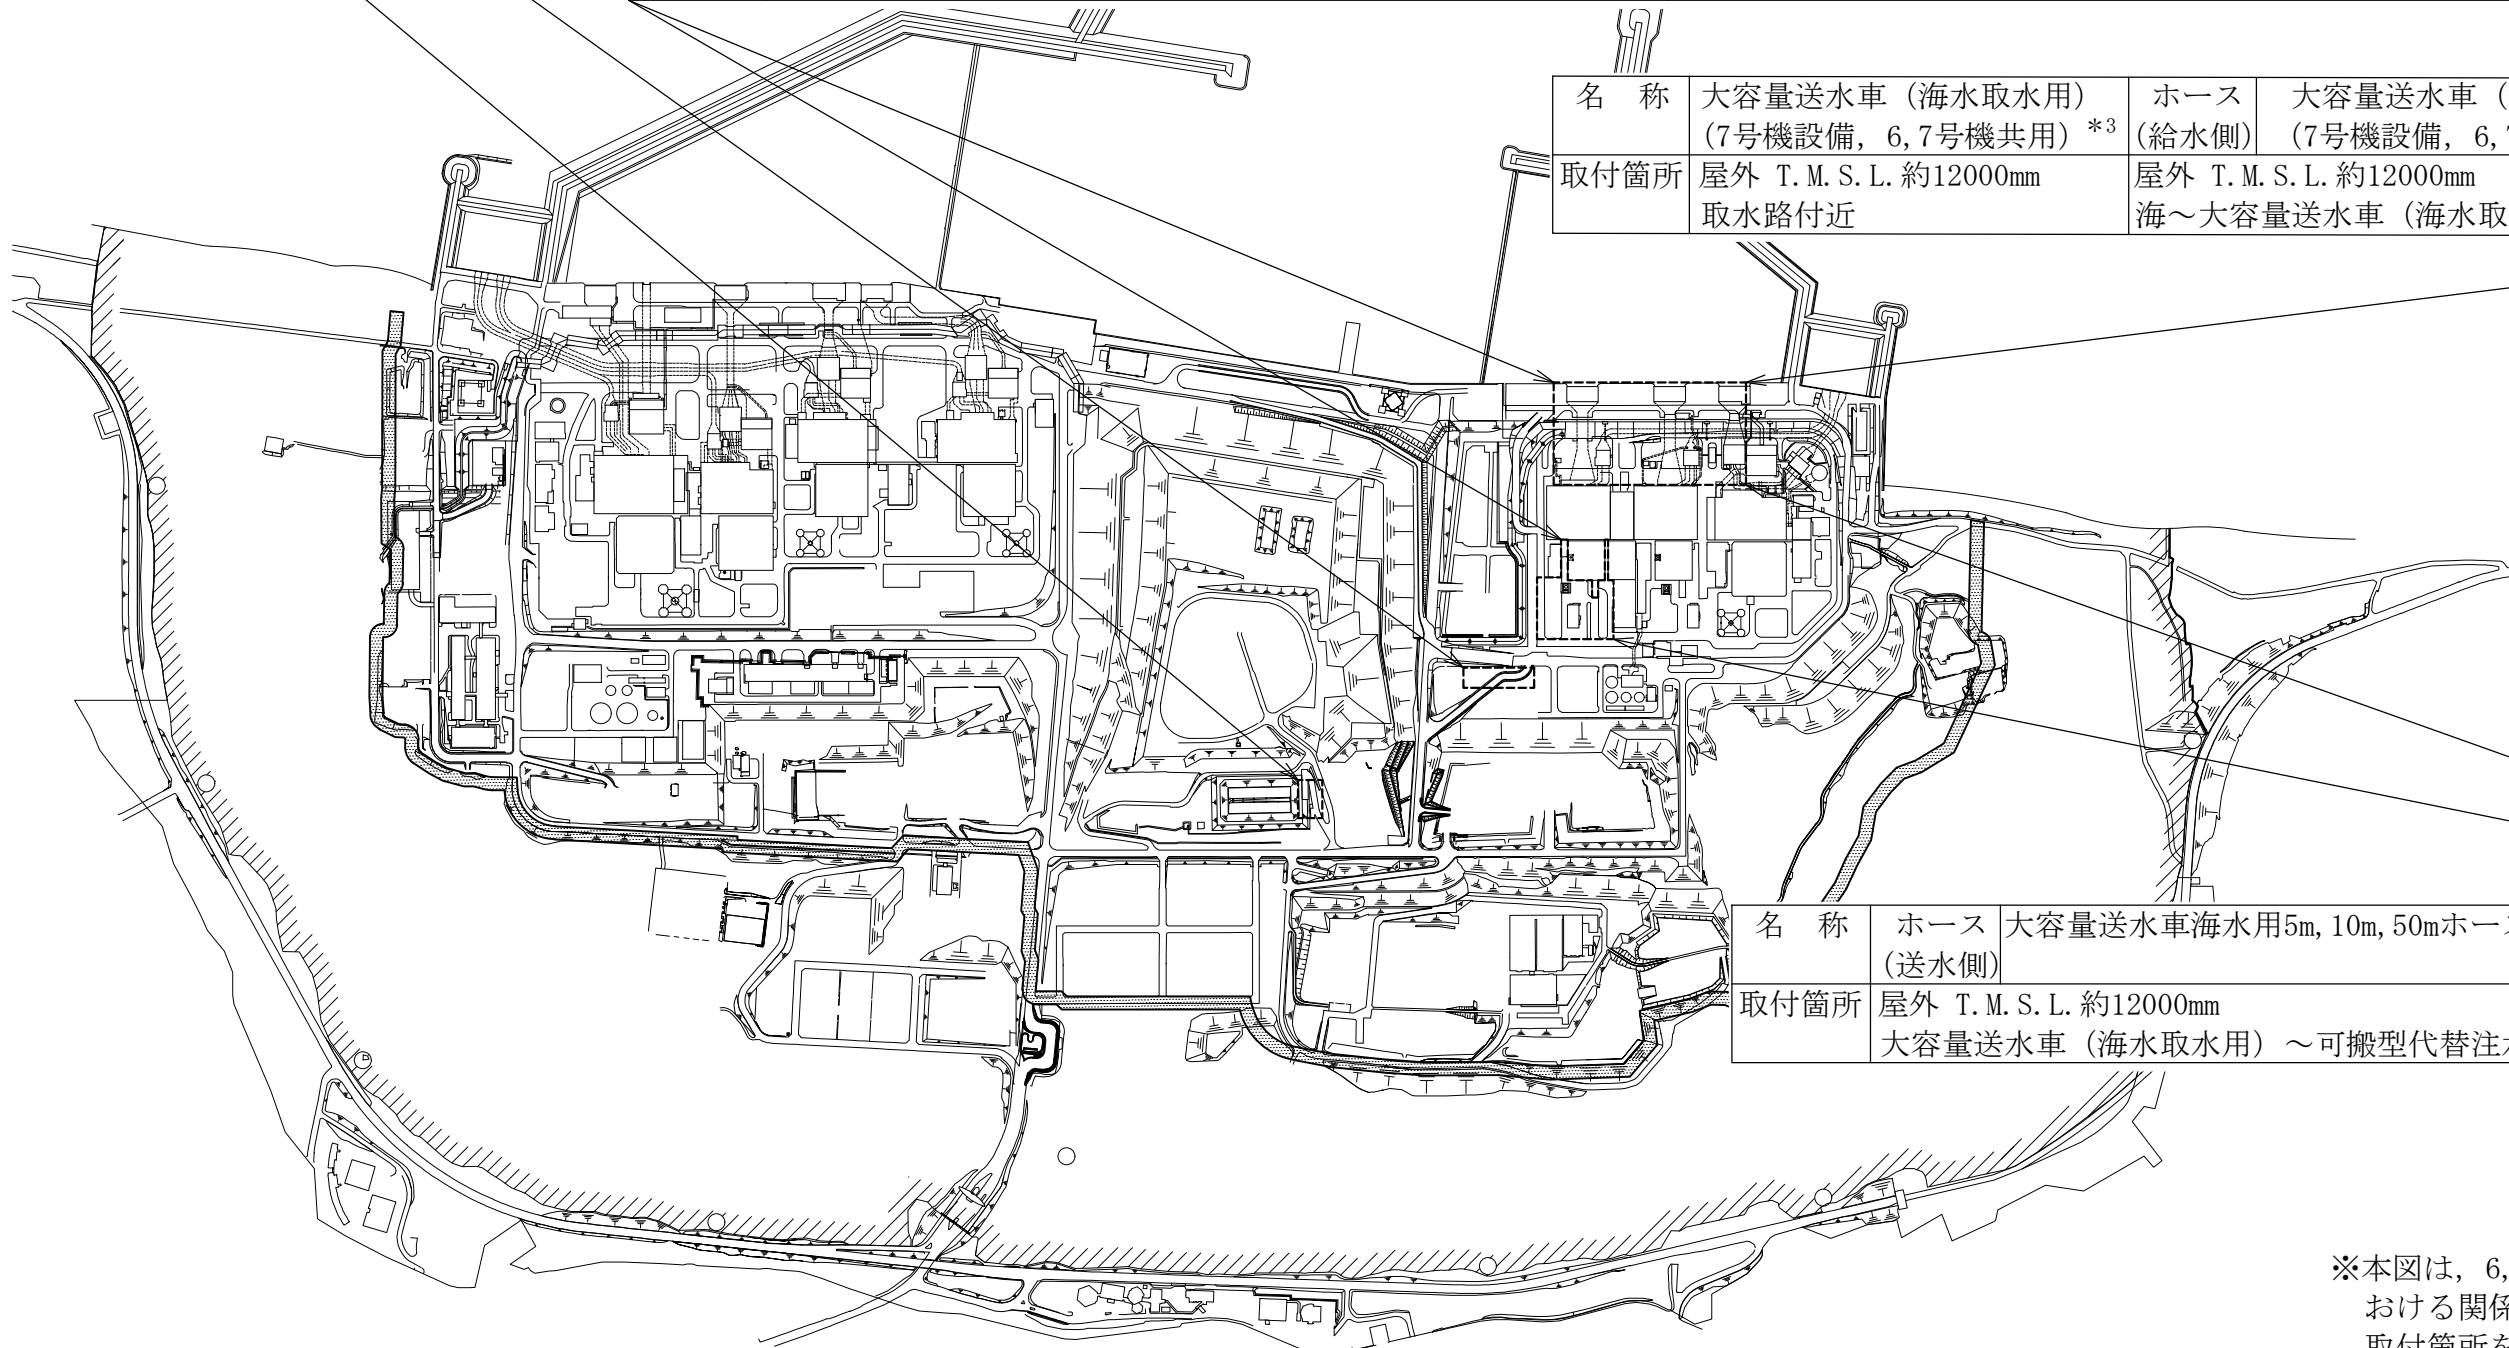 名　称 大容量送水車（海水取水用） ホース 大容量送水車（
(7号機設備, 6,7号機共用) *3 (給水側) (7号機設備, 6,
取付箇所 屋外 T.M.S.L.約12000mm 屋外 T.M.S.L.約12000mm
取水路付近 海～大容量送水車（海水取
名　称 ホース 大容量送水車海水用5m,10m,50mホー
(送水側)
取付箇所 屋外 T.M.S.L.約12000mm
大容量送水車（海水取水用）～可搬型代替注
※本図は, 6,
おける関係
取付箇所